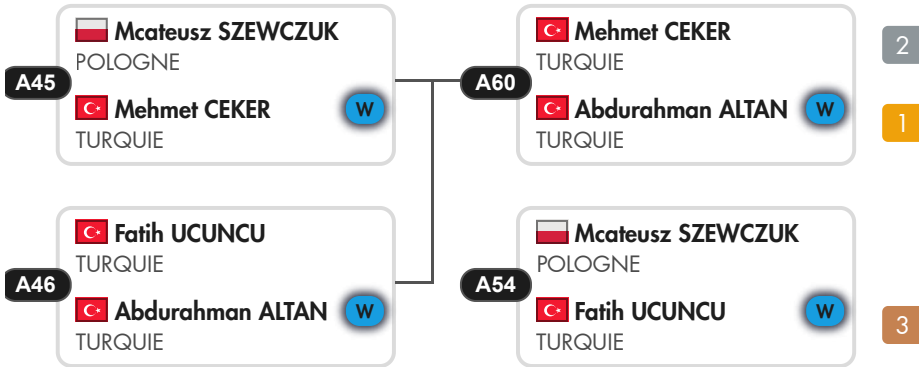 A45
Mcateusz SZEWCZUK
POLOGNE
Mehmet CEKER W
TURQUIE
A60
Mehmet CEKER
TURQUIE
Abdurahman ALTAN W
TURQUIE
2
1
A46
Fatih UCUNCU
TURQUIE
Abdurahman ALTAN W
TURQUIE
A54
Mcateusz SZEWCZUK
POLOGNE
Fatih UCUNCU W
TURQUIE
3